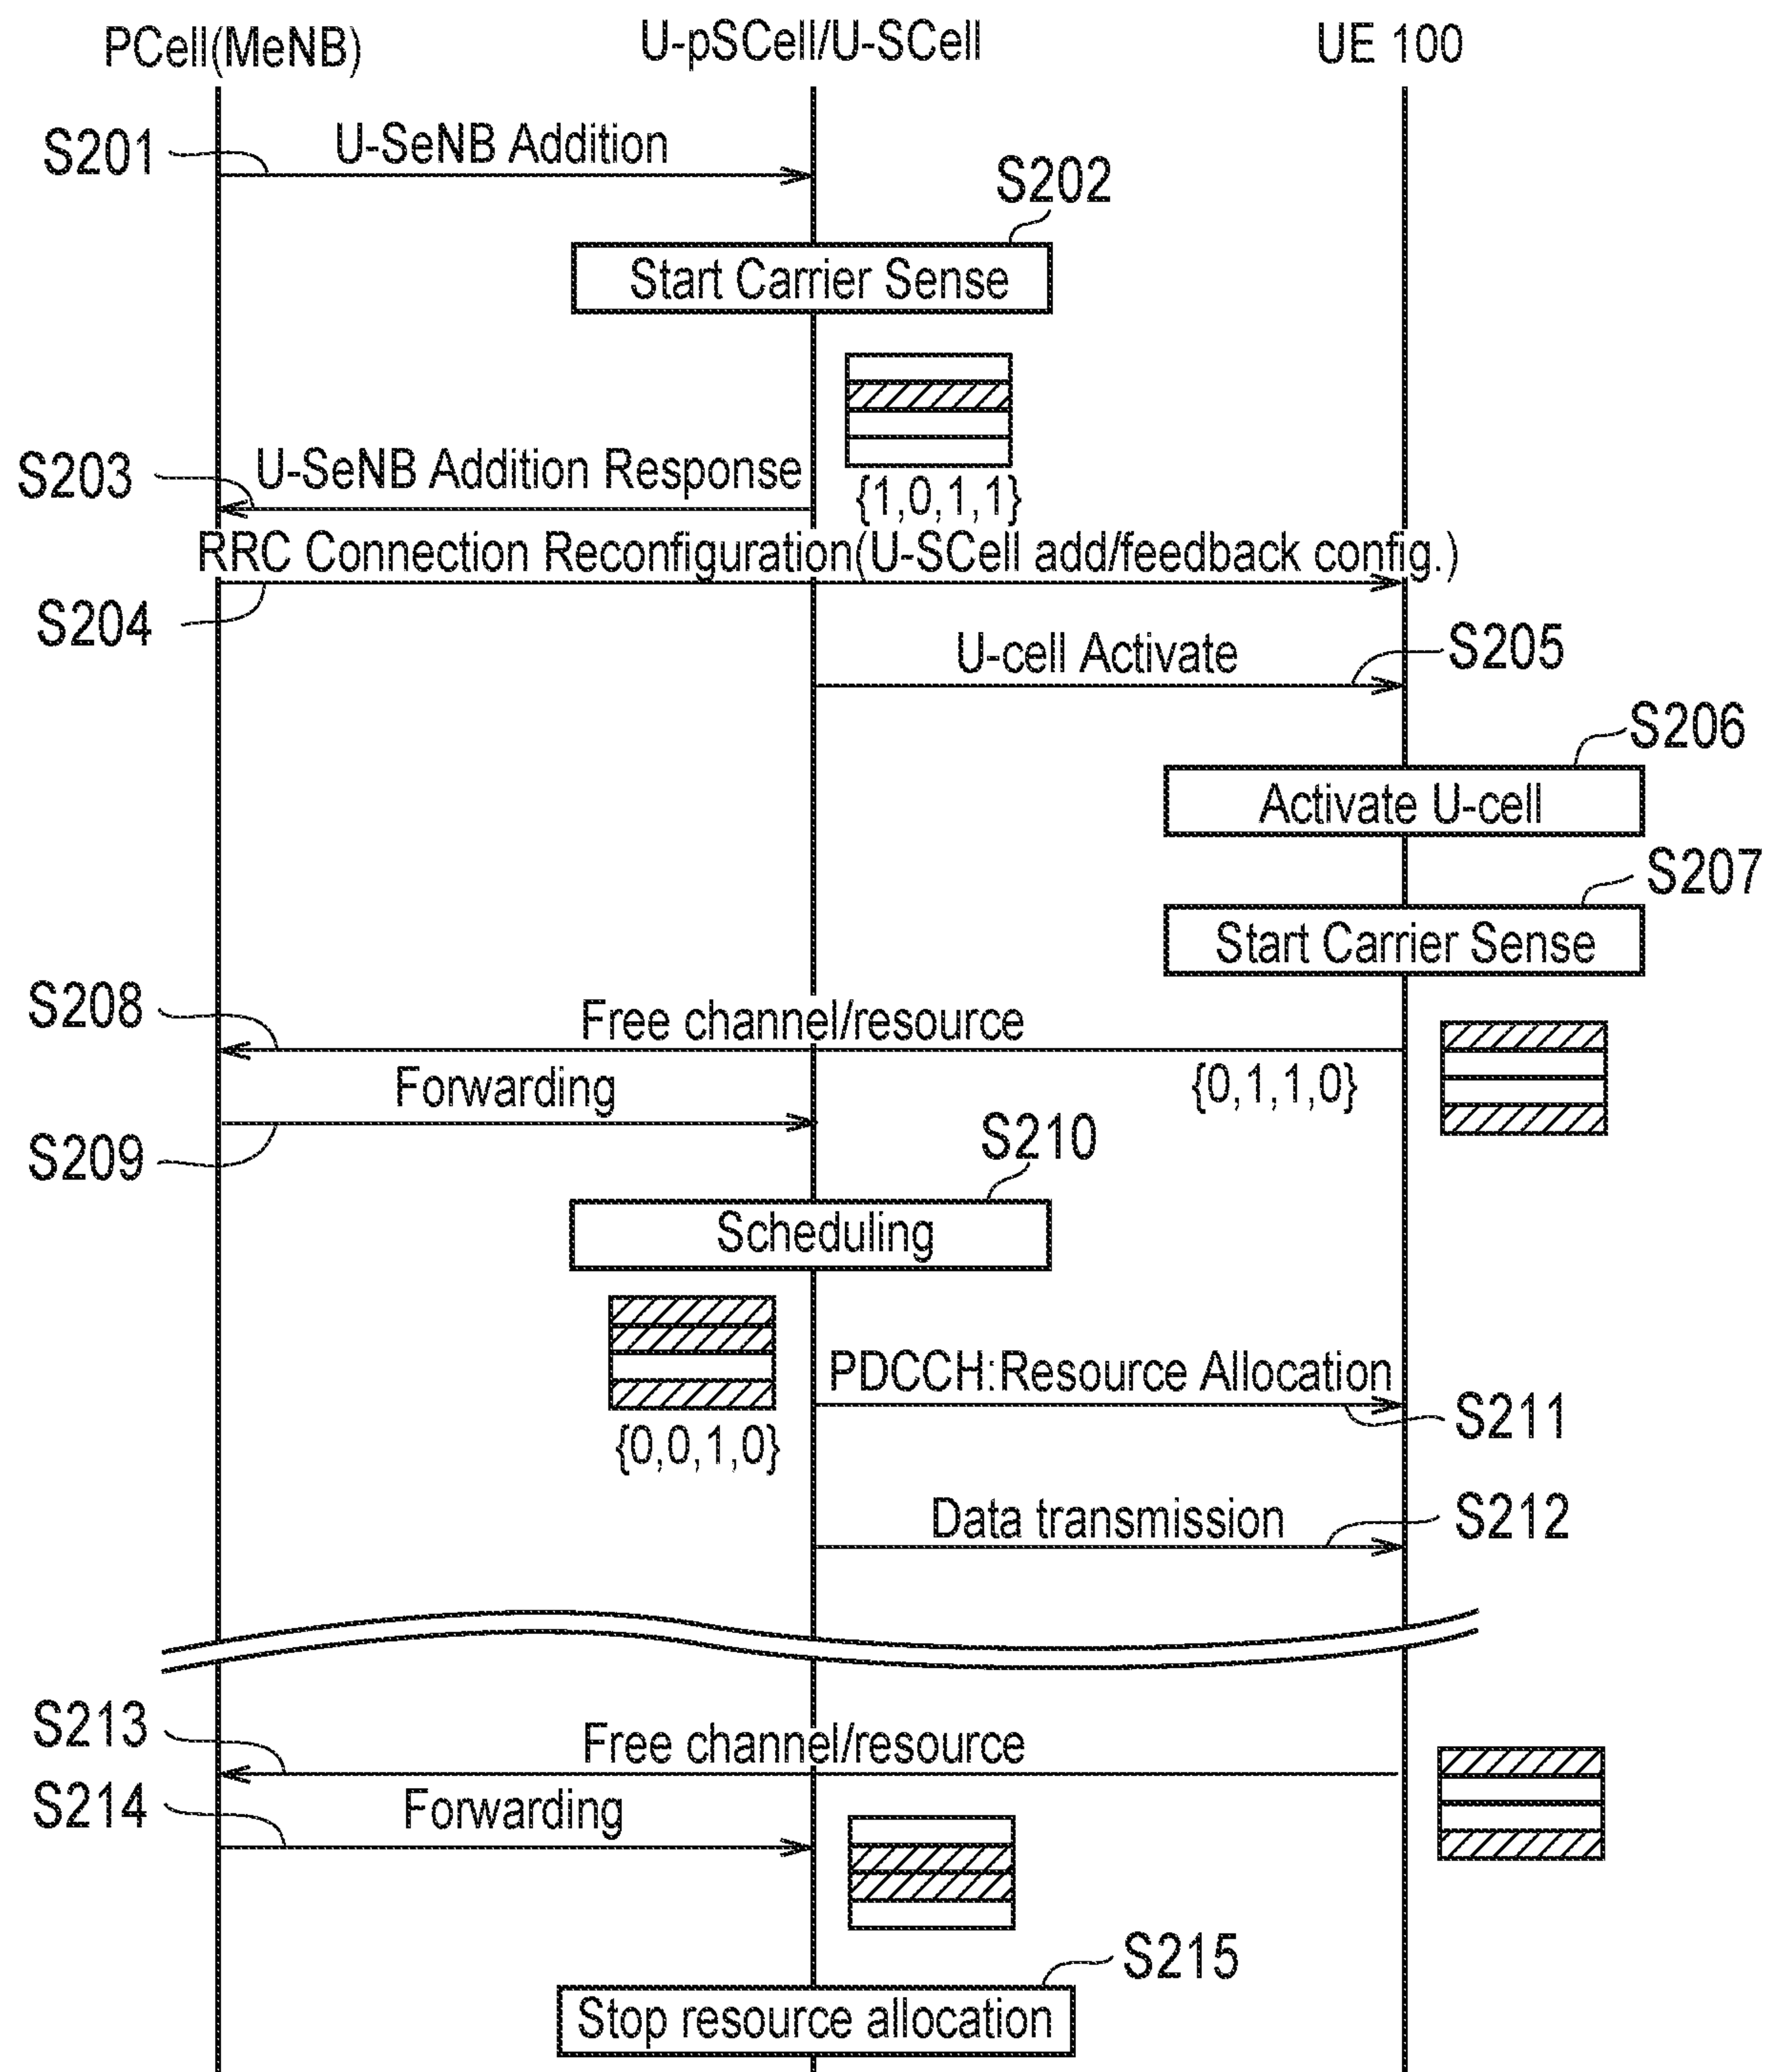 PCell(MeNB)
U-pSCell/U-SCell
UE 100
S201
U-SeNB Addition
S202
Start Carrier Sense
{1,0,1,1}
S203
U-SeNB Addition Response
RRC Connection Reconfiguration(U-SCell add/feedback config.)
S204
U-cell Activate
S205
S206
Activate U-cell
S207
Start Carrier Sense
S208
Free channel/resource
{0,1,1,0}
Forwarding
S209
S210
Scheduling
{0,0,1,0}
PDCCH:Resource Allocation
S211
Data transmission
S212
S213
Free channel/resource
S214
Forwarding
S215
Stop resource allocation